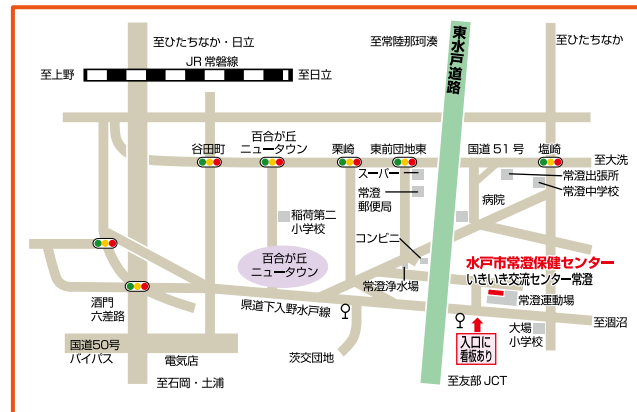 至ひたちなか・日立
至常陸那珂湊
東水戸道路
至ひたちなか
JR常磐線
至上野
至日立
谷田町
百合が丘
ニュータウン
栗崎
東前団地東
国道51号
塩崎
至大洗
スーパー
常澄
郵便局
病院
常澄出張所
常澄中学校
稲荷第二
小学校
コンビニ
百合が丘
ニュータウン
常澄浄水場
水戸市常澄保健センター
いきいき交流センター常澄
常澄運動場
酒門
六差路
県道下入野水戸線
至涸沼
国道50号
バイパス
電気店
茨交団地
入口に
看板あり
大場
小学校
至石岡・土浦
至友部JCT